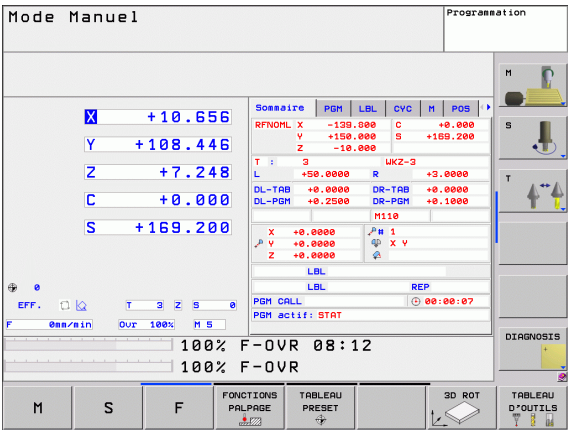 Mode Manuel
Programmation
X +10.656
Y +108.446
Z +7.248
C +0.000
S +169.200
0
EFF. T 3 Z S 0
F 0mm/min Ovr 100% M 5
Sommaire PGM LBL CYC M POS
RFNOML X -139.800 C +0.000
Y +150.000 S +169.200
Z -10.000
T : 3 WKZ-3
L +50.0000 R +3.0000
DL-TAB +0.0000 DR-TAB +0.0000
DL-PGM +0.2500 DR-PGM +0.1000
M110
X +0.0000 # 1
Y +0.0000 X Y
Z +0.0000
LBL
LBL REP
PGM CALL 00:00:07
PGM actif: STAT
100% F-OVR 08:12
100% F-OVR
M
S
T
DIAGNOSIS
M
S
F
FONCTIONS
PALPAGE
TABLEAU
PRESET
3D ROT
TABLEAU
D'OUTILS